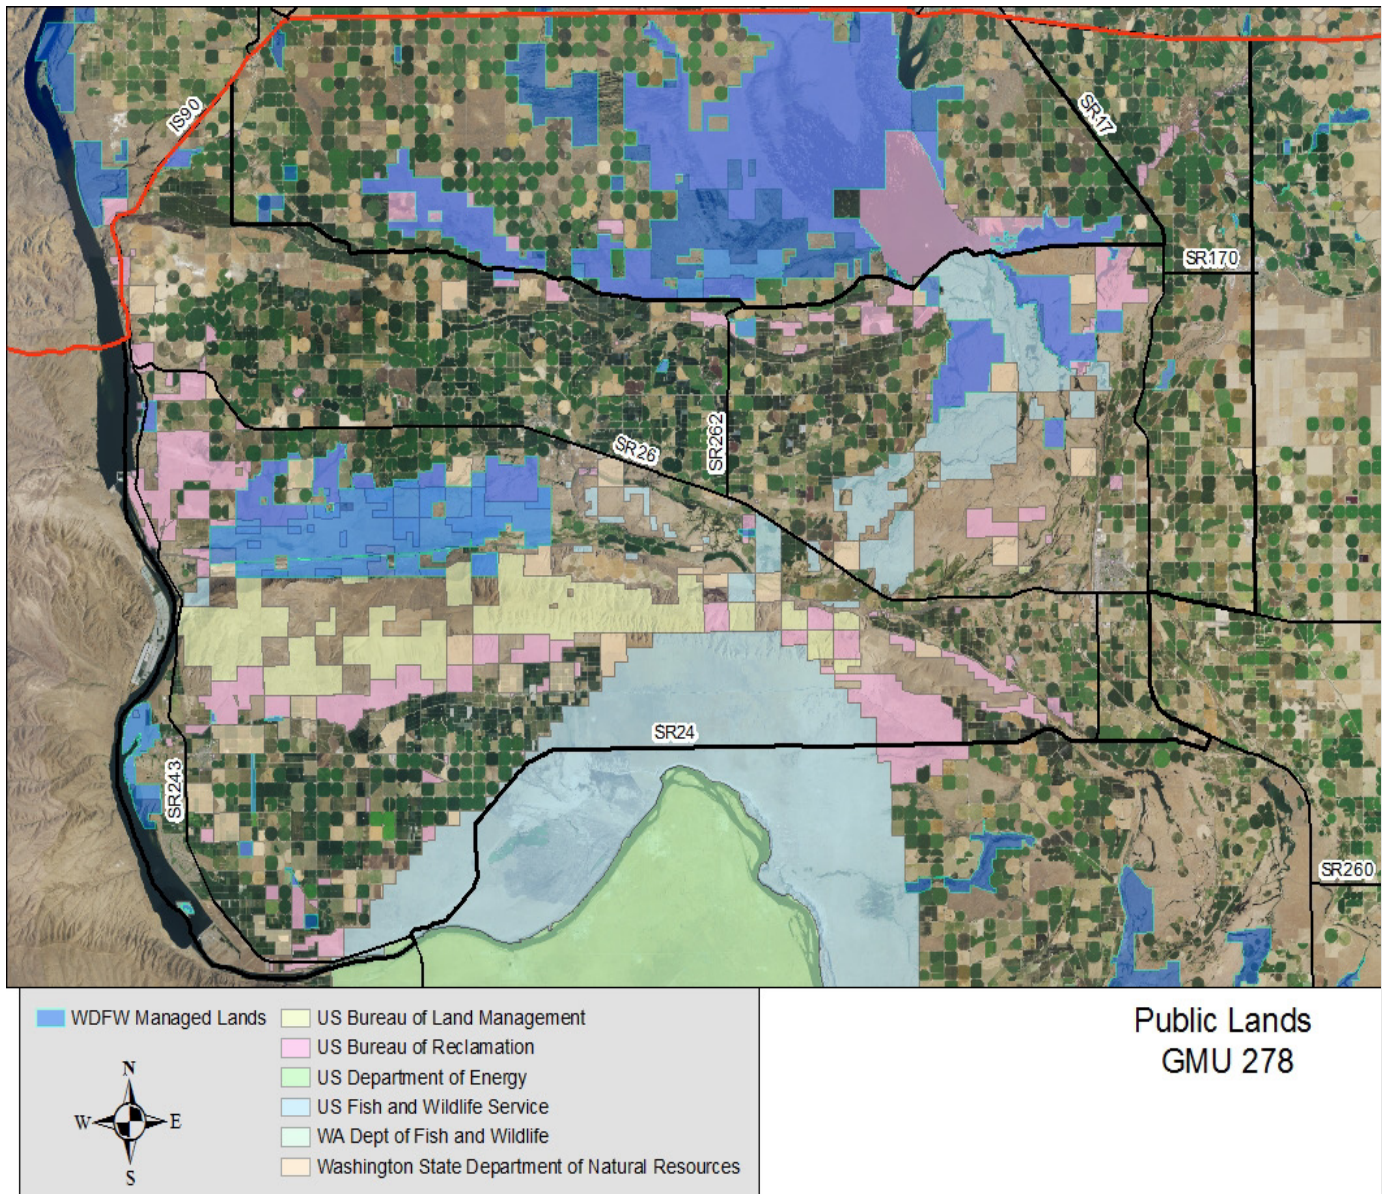 IS90
SR17
SR170
SR262
SR26
SR24
SR243
SR260
WDFW Managed Lands
US Bureau of Land Management
US Bureau of Reclamation
US Department of Energy
US Fish and Wildlife Service
WA Dept of Fish and Wildlife
Washington State Department of Natural Resources
N
W
E
S
Public Lands
GMU 278